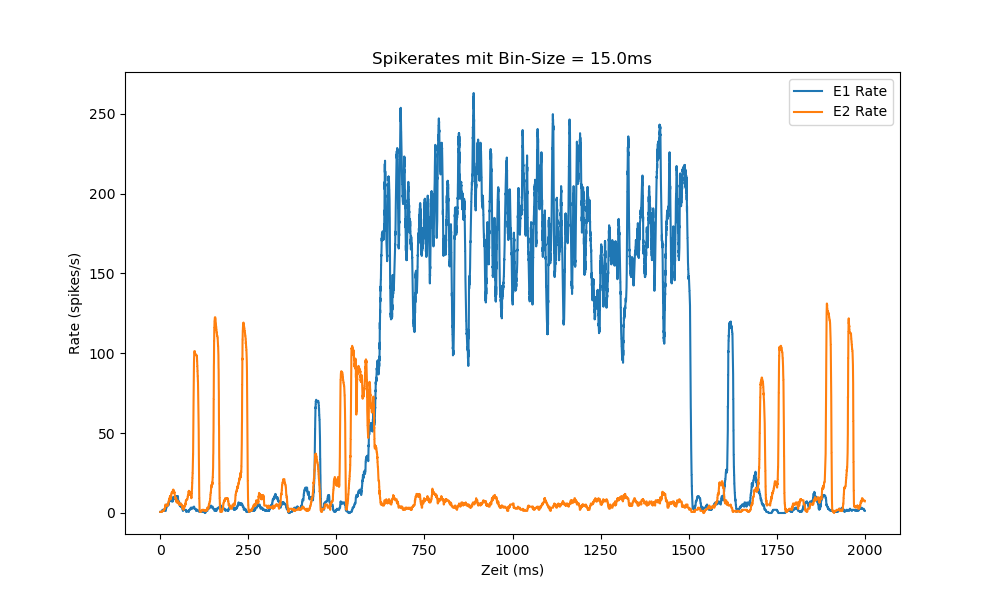 Spikerates mit Bin-Size = 15.0ms
E1 Rate
E2 Rate
Rate (spikes/s)
250
200
150
100
50
0
0 250 500 750 1000 1250 1500 1750 2000
Zeit (ms)